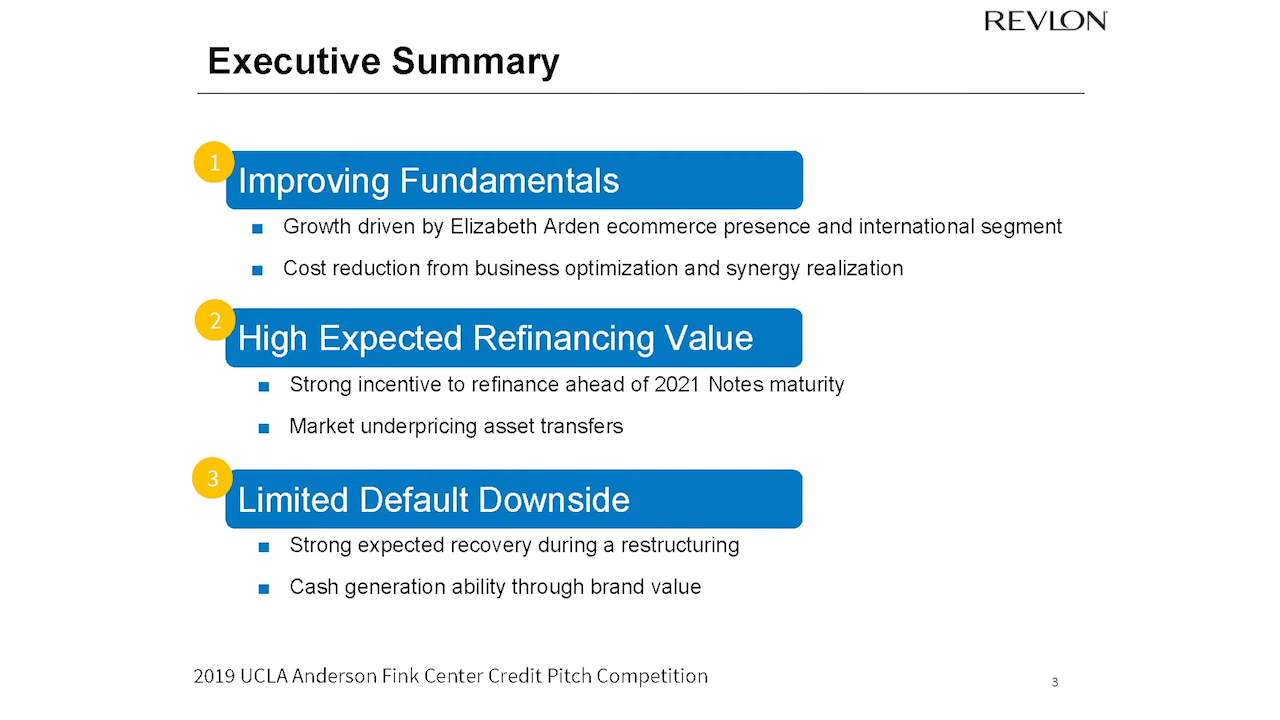 REVLON
Executive Summary
1
Improving Fundamentals
■ Growth driven by Elizabeth Arden ecommerce presence and international segment
■ Cost reduction from business optimization and synergy realization
2
High Expected Refinancing Value
■ Strong incentive to refinance ahead of 2021 Notes maturity
■ Market underpricing asset transfers
3
Limited Default Downside
■ Strong expected recovery during a restructuring
■ Cash generation ability through brand value
2019 UCLA Anderson Fink Center Credit Pitch Competition
3